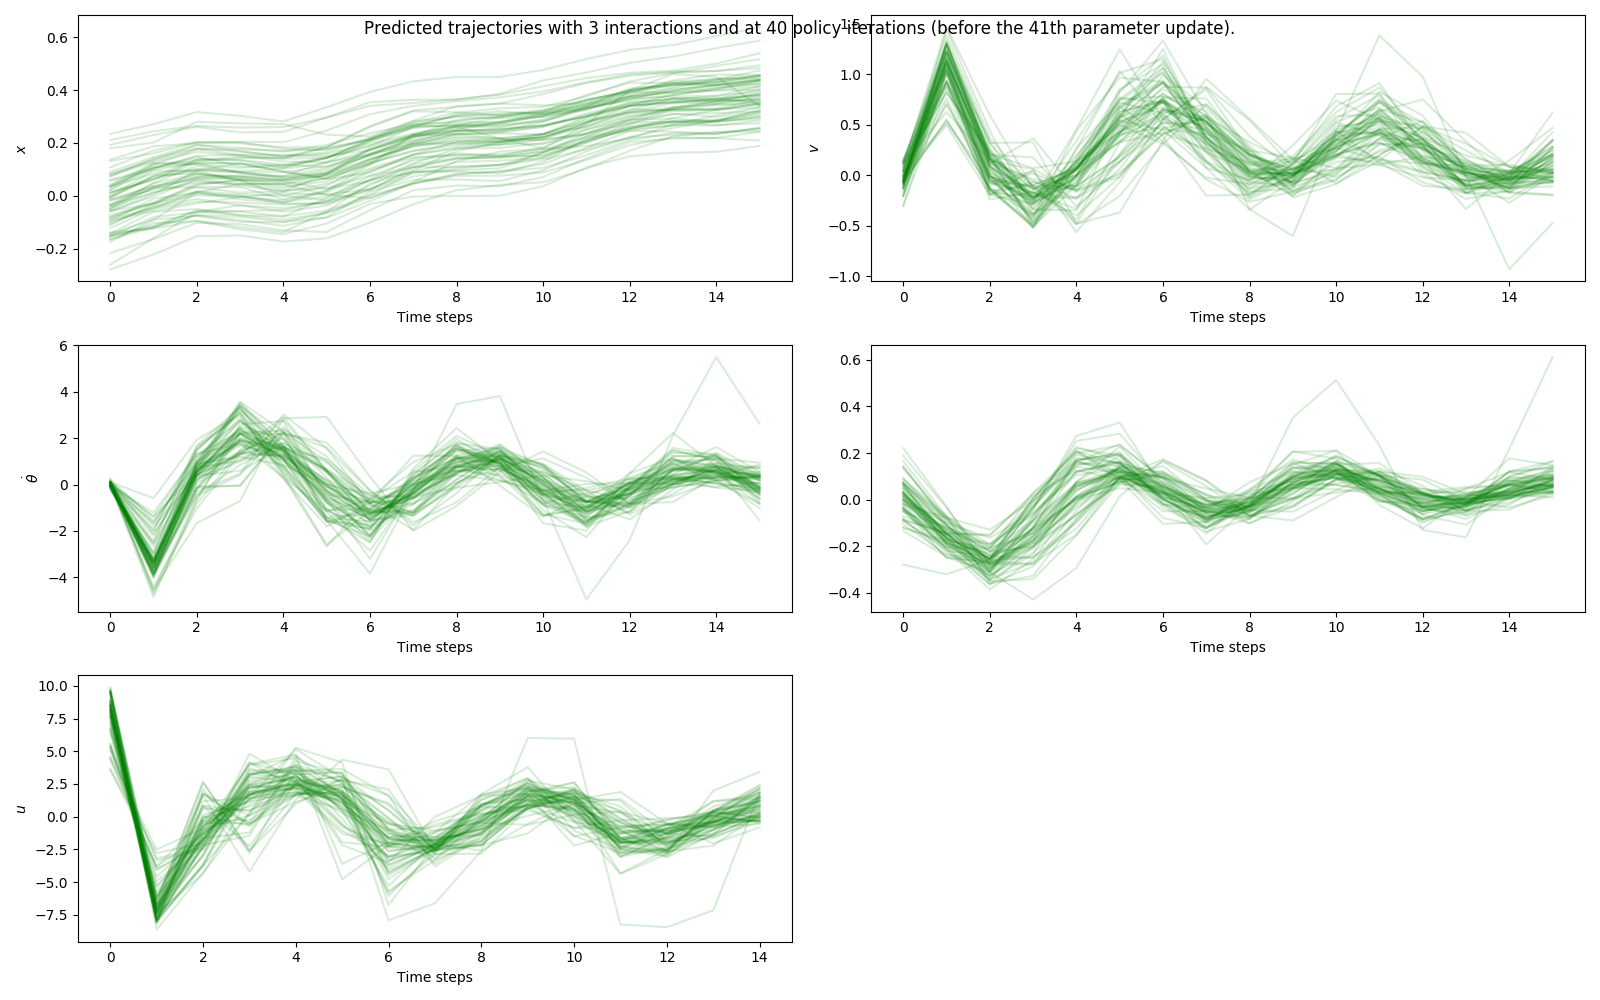 Predicted trajectories with 3 interactions and at 40 policy iterations (before the 41th parameter update).
0.6
0.4
0.2
0.0
−0.2
x
0 2 4 6 8 10 12 14
Time steps
1.5
1.0
0.5
0.0
−0.5
−1.0
v
0 2 4 6 8 10 12 14
Time steps
6
4
2
0
−2
−4
θ̇
0 2 4 6 8 10 12 14
Time steps
0.6
0.4
0.2
0.0
−0.2
−0.4
θ
0 2 4 6 8 10 12 14
Time steps
10.0
7.5
5.0
2.5
0.0
−2.5
−5.0
−7.5
u
0 2 4 6 8 10 12 14
Time steps